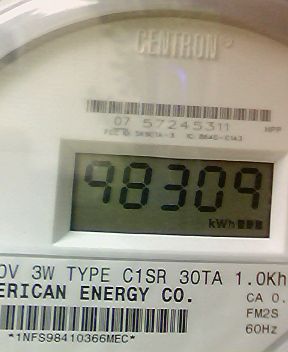 CENTRON®
07 57245311 HPP
98309
kWh
0V 3W TYPE C1SR 30TA 1.0Kh
ERICAN ENERGY CO. CA 0.
FM2S
60Hz
*1NFS98410366MEC*